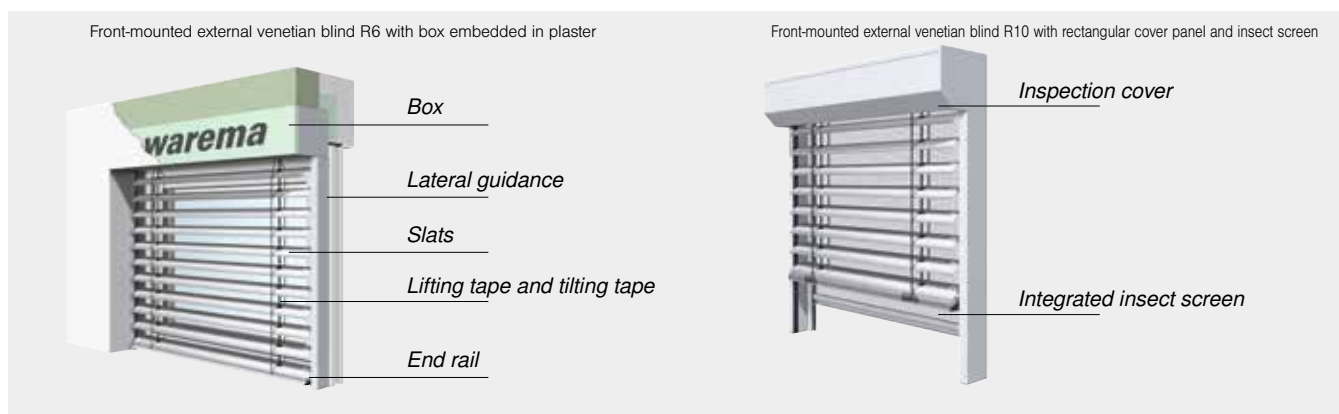 Front-mounted external venetian blind R6 with box embedded in plaster
warema
Box
Lateral guidance
Slats
Lifting tape and tilting tape
End rail
Front-mounted external venetian blind R10 with rectangular cover panel and insect screen
Inspection cover
Integrated insect screen